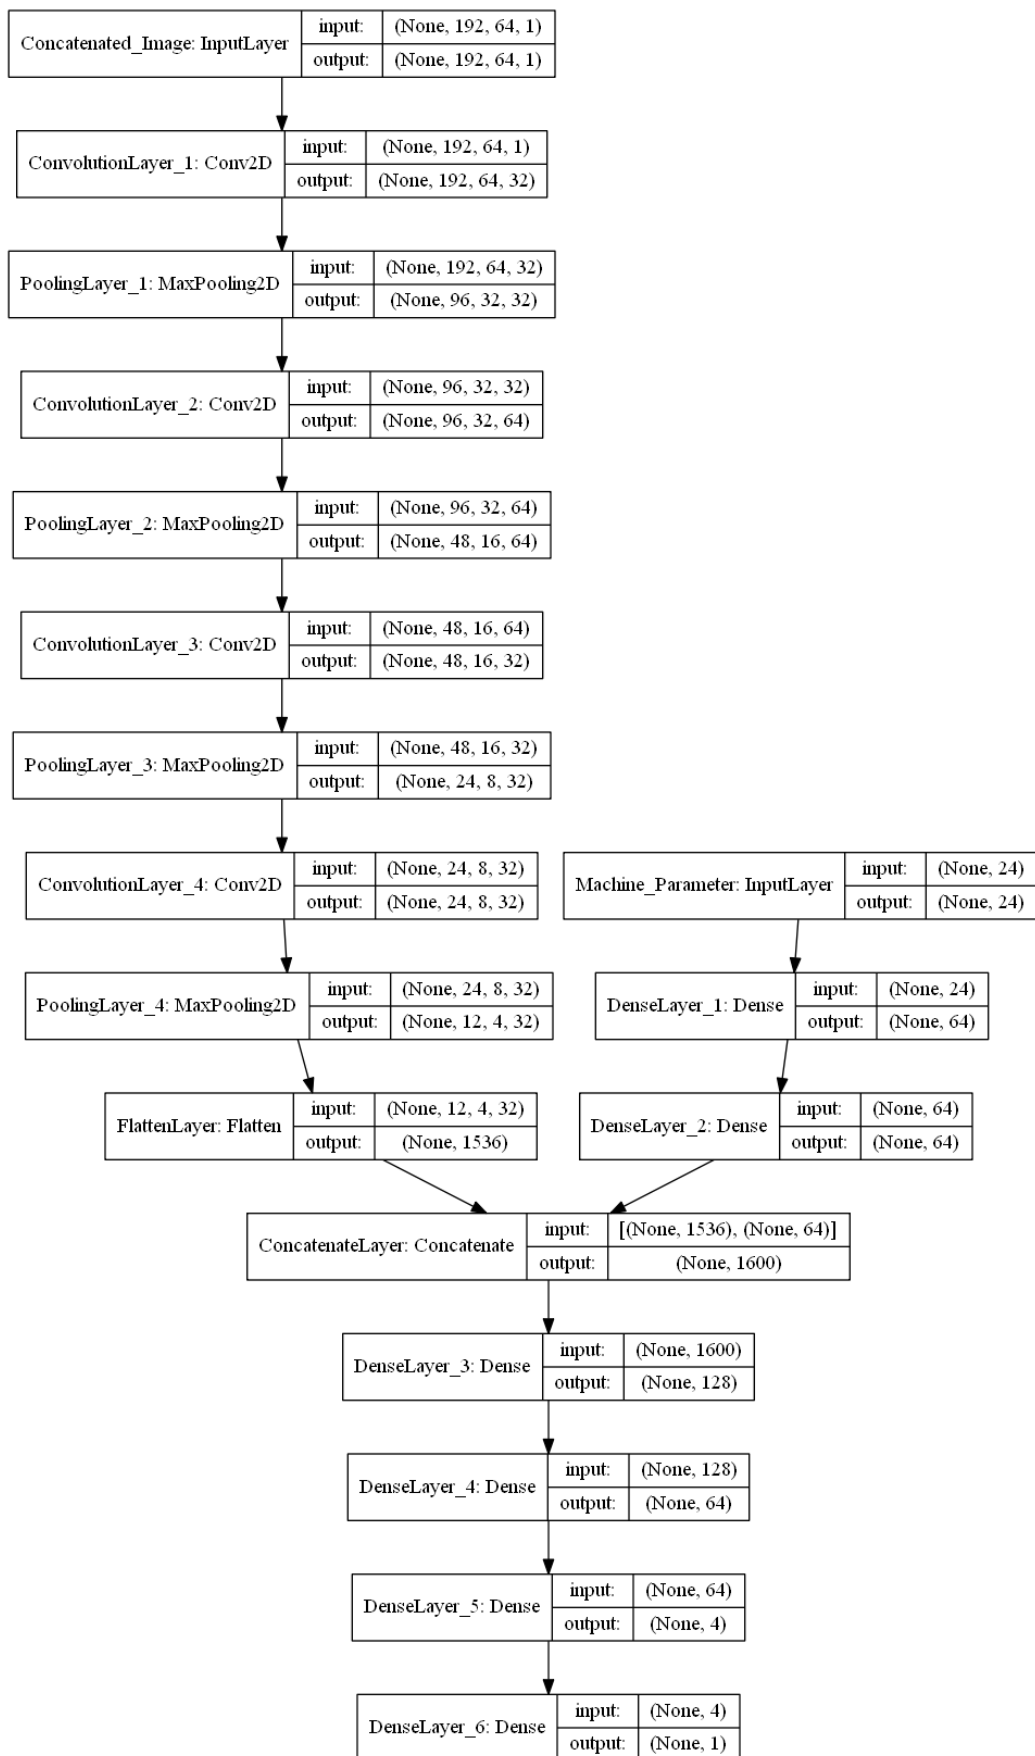 Concatenated_Image: InputLayer
input: (None, 192, 64, 1)
output: (None, 192, 64, 1)
ConvolutionLayer_1: Conv2D
input: (None, 192, 64, 1)
output: (None, 192, 64, 32)
PoolingLayer_1: MaxPooling2D
input: (None, 192, 64, 32)
output: (None, 96, 32, 32)
ConvolutionLayer_2: Conv2D
input: (None, 96, 32, 32)
output: (None, 96, 32, 64)
PoolingLayer_2: MaxPooling2D
input: (None, 96, 32, 64)
output: (None, 48, 16, 64)
ConvolutionLayer_3: Conv2D
input: (None, 48, 16, 64)
output: (None, 48, 16, 32)
PoolingLayer_3: MaxPooling2D
input: (None, 48, 16, 32)
output: (None, 24, 8, 32)
ConvolutionLayer_4: Conv2D
input: (None, 24, 8, 32)
output: (None, 24, 8, 32)
Machine_Parameter: InputLayer
input: (None, 24)
output: (None, 24)
PoolingLayer_4: MaxPooling2D
input: (None, 24, 8, 32)
output: (None, 12, 4, 32)
DenseLayer_1: Dense
input: (None, 24)
output: (None, 64)
FlattenLayer: Flatten
input: (None, 12, 4, 32)
output: (None, 1536)
DenseLayer_2: Dense
input: (None, 64)
output: (None, 64)
ConcatenateLayer: Concatenate
input: [(None, 1536), (None, 64)]
output: (None, 1600)
DenseLayer_3: Dense
input: (None, 1600)
output: (None, 128)
DenseLayer_4: Dense
input: (None, 128)
output: (None, 64)
DenseLayer_5: Dense
input: (None, 64)
output: (None, 4)
DenseLayer_6: Dense
input: (None, 4)
output: (None, 1)